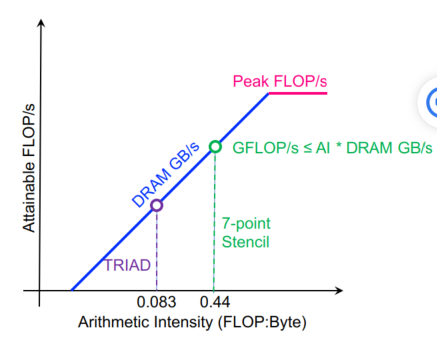 Peak FLOP/s
Attainable FLOP/s
DRAM GB/s
GFLOP/s ≤ AI * DRAM GB/s
7-point
Stencil
TRIAD
0.083
0.44
Arithmetic Intensity (FLOP:Byte)